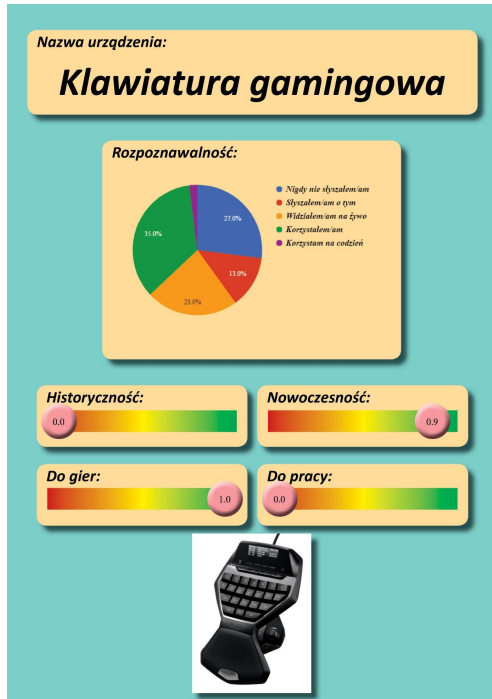 Nazwa urządzenia:
Klawiatura gamingowa
Rozpoznawalność:
Nigdy nie słyszałem/am
Słyszałem/am o tym
Widziałem/am na żywo
Korzystałem/am
Korzystam na codzień
27.0%
13.0%
23.0%
35.0%
Historyczność:
0.0
Nowoczesność:
0.9
Do gier:
1.0
Do pracy:
0.0